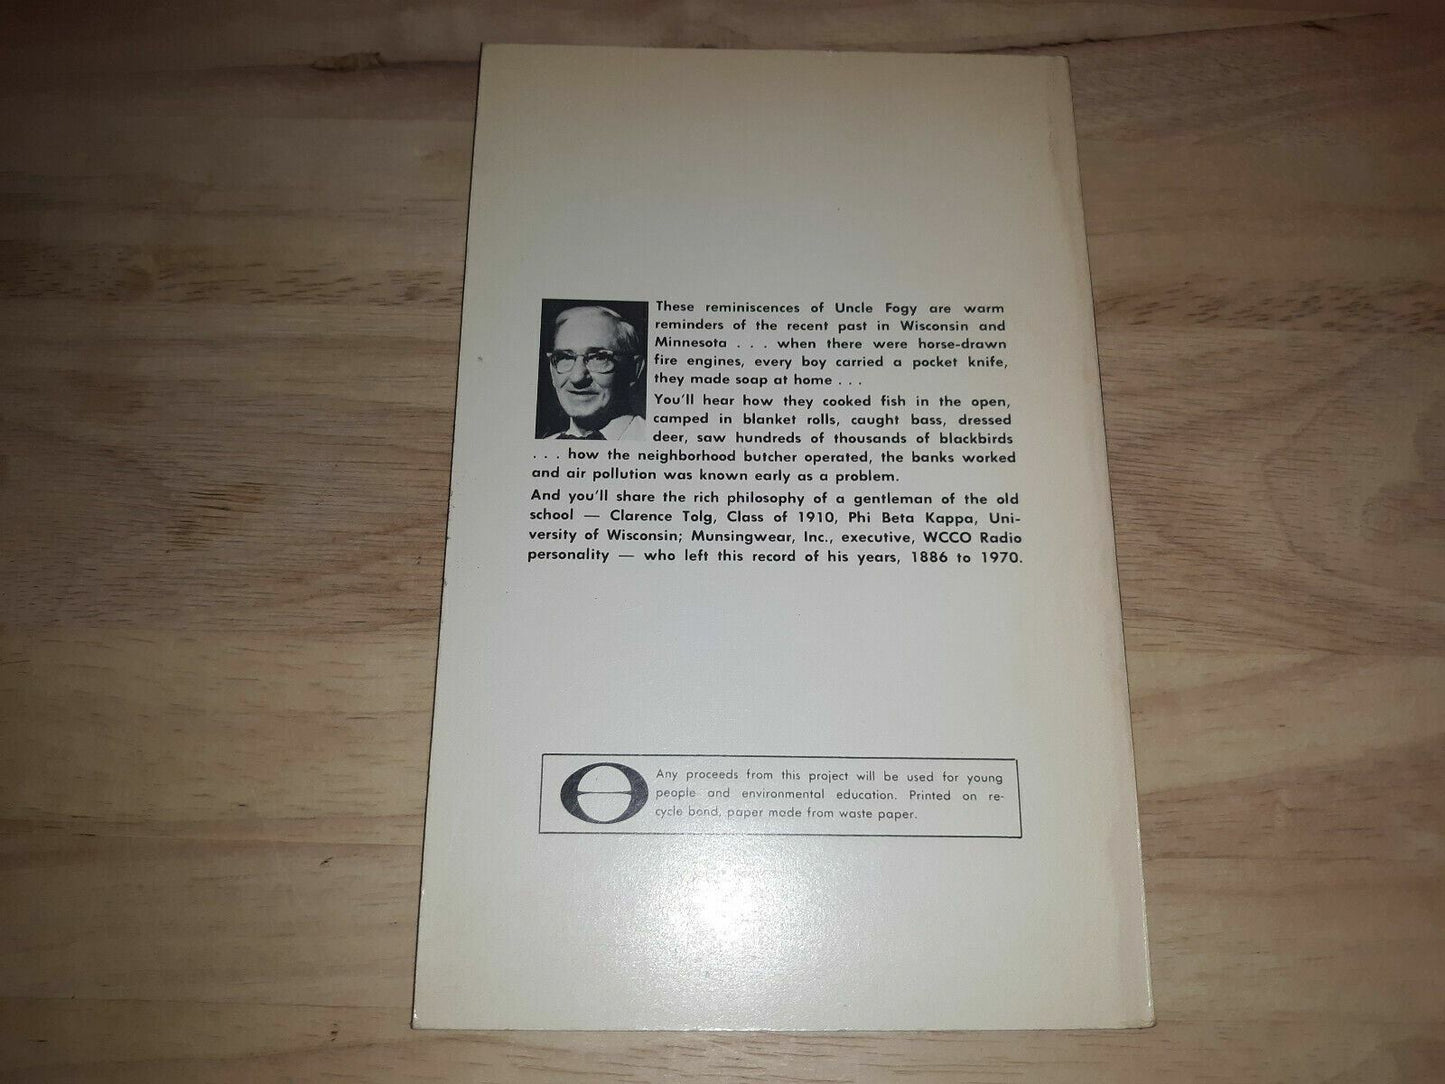 These reminiscences of Uncle Fogy are warm
reminders of the recent past in Wisconsin and
Minnesota . . . when there were horse-drawn
fire engines, every boy carried a pocket knife,
they made soap at home . . .
You'll hear how they cooked fish in the open,
camped in blanket rolls, caught bass, dressed
deer, saw hundreds of thousands of blackbirds
. . . how the neighborhood butcher operated, the banks worked
and air pollution was known early as a problem.
And you'll share the rich philosophy of a gentleman of the old
school — Clarence Tolg, Class of 1910, Phi Beta Kappa, Uni-
versity of Wisconsin; Munsingwear, Inc., executive, WCCO Radio
personality — who left this record of his years, 1886 to 1970.
Any proceeds from this project will be used for young
people and environmental education. Printed on re-
cycle bond, paper made from waste paper.